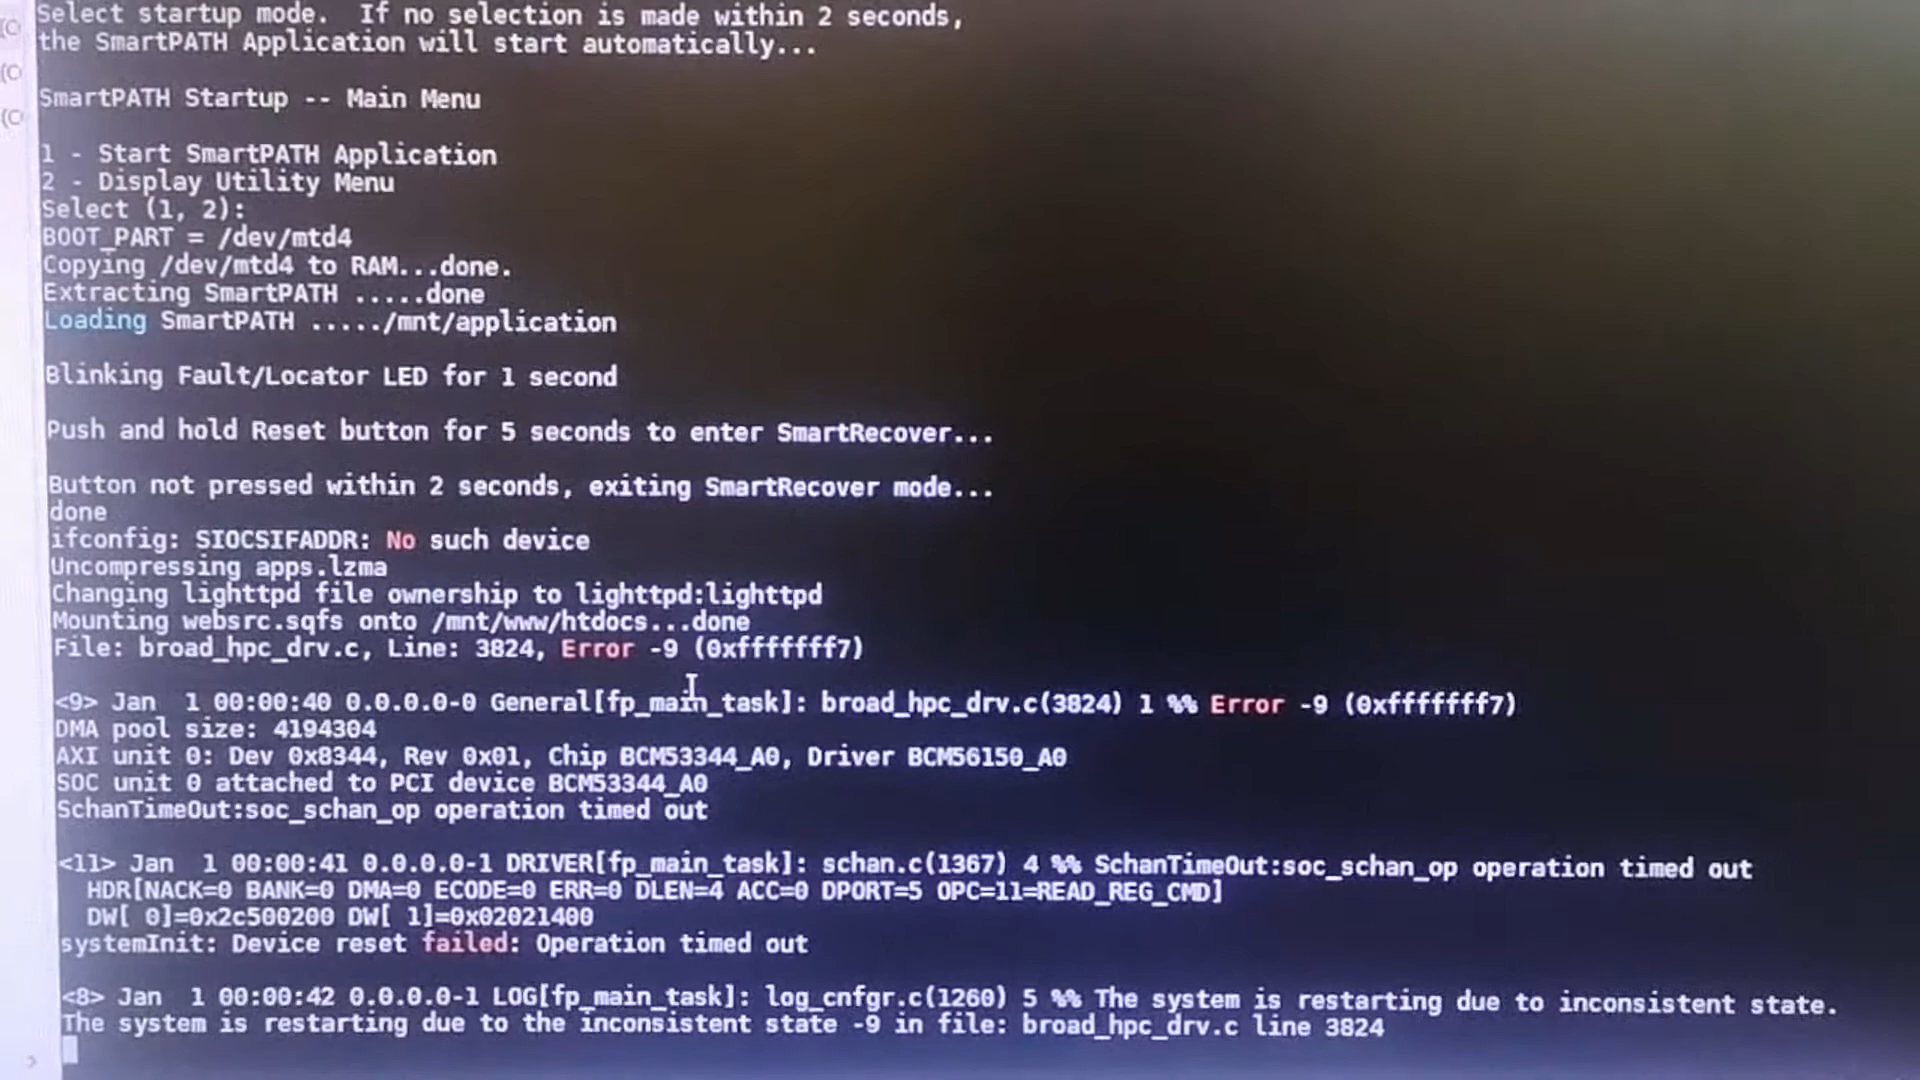 Select startup mode.  If no selection is made within 2 seconds,
the SmartPATH Application will start automatically...
SmartPATH Startup -- Main Menu
1 - Start SmartPATH Application
2 - Display Utility Menu
Select (1, 2):
BOOT_PART = /dev/mtd4
Copying /dev/mtd4 to RAM...done.
Extracting SmartPATH .....done
Loading SmartPATH ...../mnt/application
Blinking Fault/Locator LED for 1 second
Push and hold Reset button for 5 seconds to enter SmartRecover...
Button not pressed within 2 seconds, exiting SmartRecover mode...
done
ifconfig: SIOCSIFADDR: No such device
Uncompressing apps.lzma
Changing lighttpd file ownership to lighttpd:lighttpd
Mounting websrc.sqfs onto /mnt/www/htdocs...done
File: broad_hpc_drv.c, Line: 3824, Error -9 (0xfffffff7)
<9> Jan  1 00:00:40 0.0.0.0-0 General[fp_main_task]: broad_hpc_drv.c(3824) 1 %% Error -9 (0xfffffff7)
DMA pool size: 4194304
AXI unit 0: Dev 0x8344, Rev 0x01, Chip BCM53344_A0, Driver BCM56150_A0
SOC unit 0 attached to PCI device BCM53344_A0
SchanTimeOut:soc_schan_op operation timed out
<11> Jan  1 00:00:41 0.0.0.0-1 DRIVER[fp_main_task]: schan.c(1367) 4 %% SchanTimeOut:soc_schan_op operation timed out
HDR[NACK=0 BANK=0 DMA=0 ECODE=0 ERR=0 DLEN=4 ACC=0 DPORT=5 OPC=11=READ_REG_CMD]
DW[ 0]=0x2c500200 DW[ 1]=0x02021400
systemInit: Device reset failed: Operation timed out
<8> Jan  1 00:00:42 0.0.0.0-1 LOG[fp_main_task]: log_cnfgr.c(1260) 5 %% The system is restarting due to inconsistent state.
The system is restarting due to the inconsistent state -9 in file: broad_hpc_drv.c line 3824